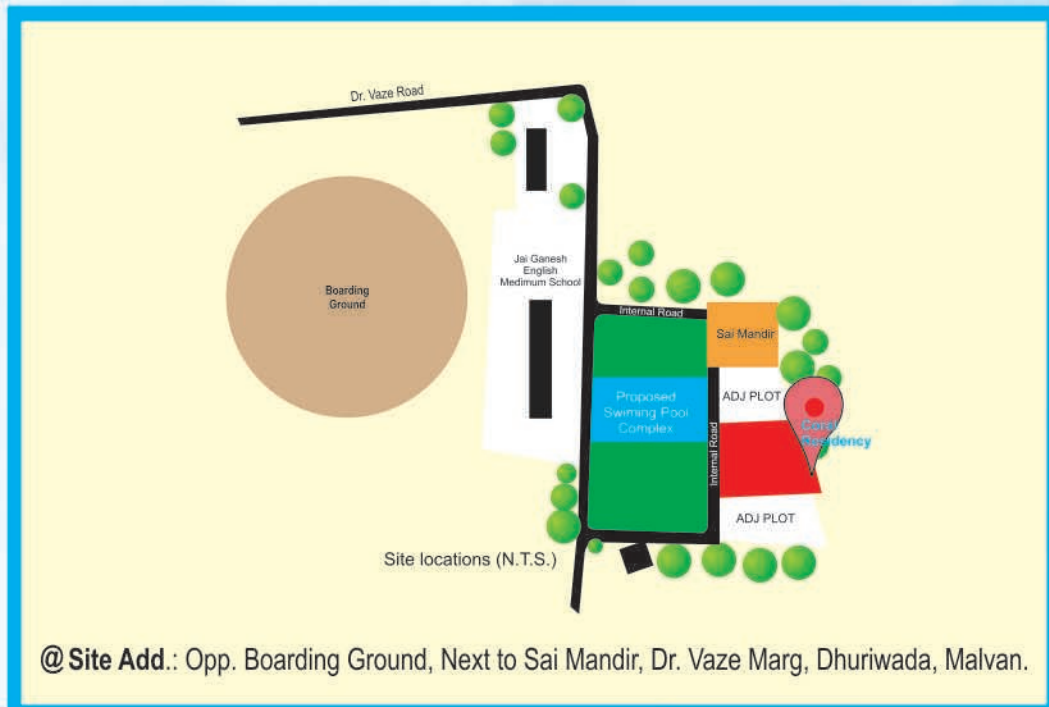 Dr. Vaze Road
Jai Ganesh
English
Medimum School
Boarding
Ground
Internal Road
Sai Mandir
Proposed
Swiming Pool
Complex
ADJ PLOT
Internal Road
Residency
ADJ PLOT
Site locations (N.T.S.)
@ Site Add.: Opp. Boarding Ground, Next to Sai Mandir, Dr. Vaze Marg, Dhuriwada, Malvan.